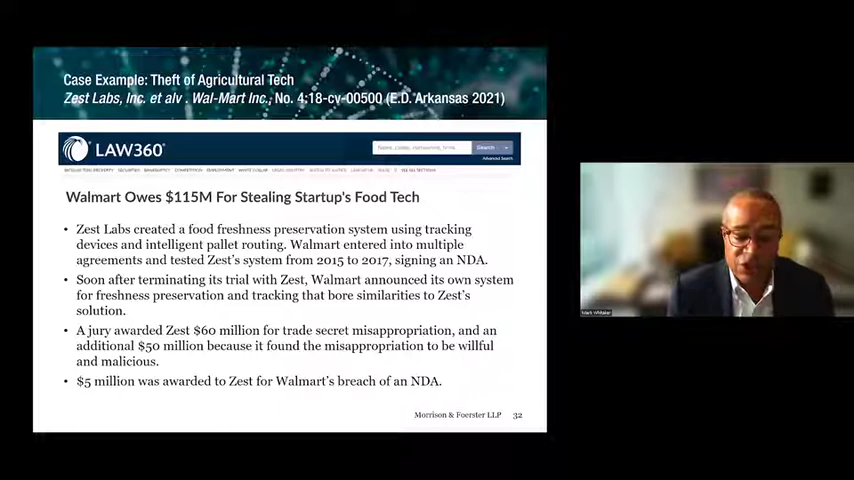 Case Example: Theft of Agricultural Tech
Zest Labs, Inc. et alv . Wal-Mart Inc., No. 4:18-cv-00500 (E.D. Arkansas 2021)
LAW360®
Search
Advanced Search
Walmart Owes $115M For Stealing Startup's Food Tech
• Zest Labs created a food freshness preservation system using tracking
devices and intelligent pallet routing. Walmart entered into multiple
agreements and tested Zest's system from 2015 to 2017, signing an NDA.
• Soon after terminating its trial with Zest, Walmart announced its own system
for freshness preservation and tracking that bore similarities to Zest's
solution.
• A jury awarded Zest $60 million for trade secret misappropriation, and an
additional $50 million because it found the misappropriation to be willful
and malicious.
• $5 million was awarded to Zest for Walmart's breach of an NDA.
Morrison & Foerster LLP 32
Mark Whitaker